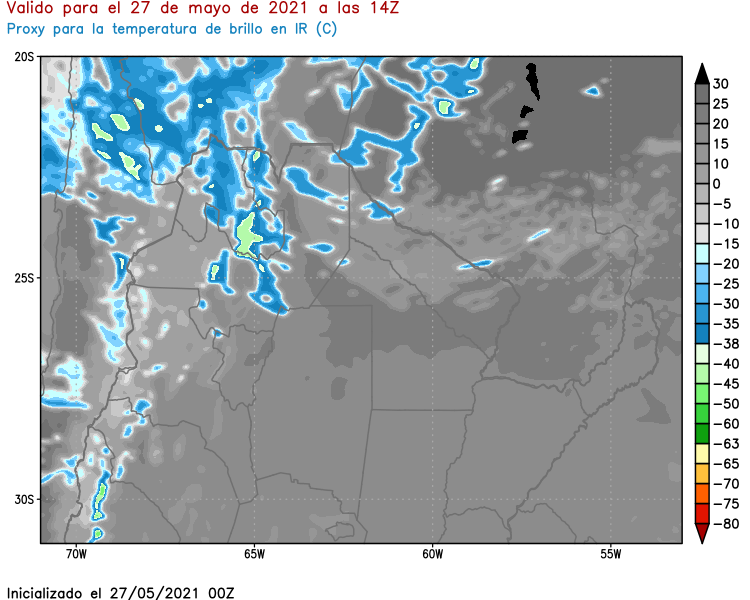 Valido para el 27 de mayo de 2021 a las 14Z
Proxy para la temperatura de brillo en IR (C)
20S
25S
30S
70W
65W
60W
55W
30
25
20
15
10
0
−5
−10
−15
−20
−25
−30
−35
−38
−40
−45
−50
−60
−63
−65
−70
−75
−80
Inicializado el 27/05/2021 00Z